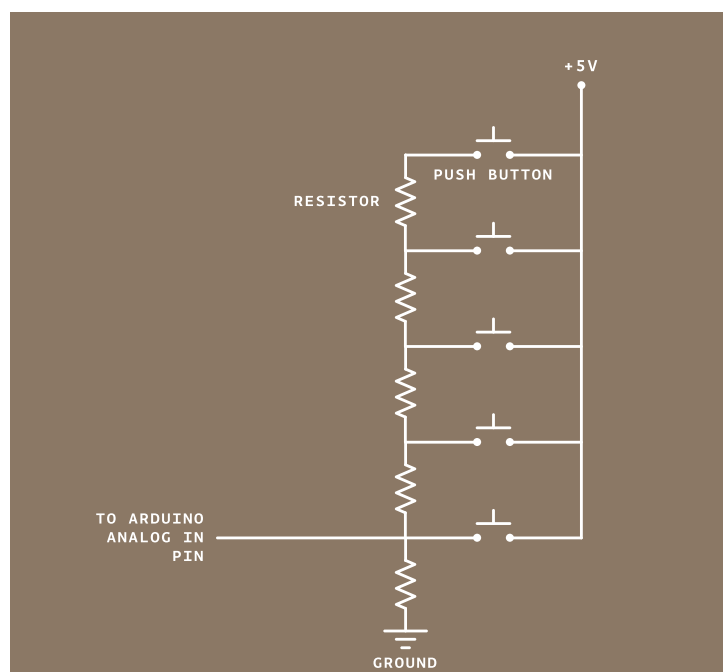 +5V
PUSH BUTTON
RESISTOR
TO ARDUINO
ANALOG IN
PIN
GROUND